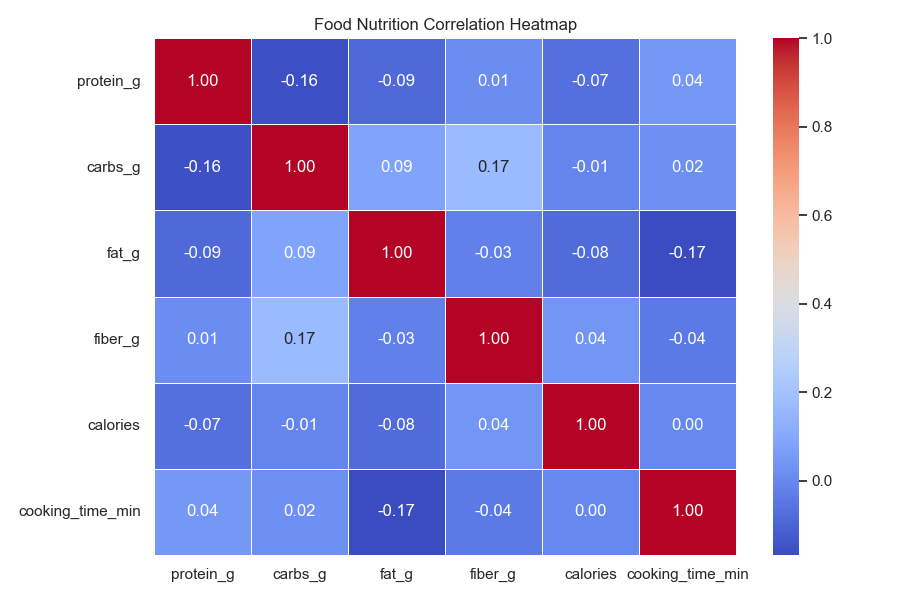 Food Nutrition Correlation Heatmap
protein_g 1.00 -0.16 -0.09 0.01 -0.07 0.04
carbs_g -0.16 1.00 0.09 0.17 -0.01 0.02
fat_g -0.09 0.09 1.00 -0.03 -0.08 -0.17
fiber_g 0.01 0.17 -0.03 1.00 0.04 -0.04
calories -0.07 -0.01 -0.08 0.04 1.00 0.00
cooking_time_min 0.04 0.02 -0.17 -0.04 0.00 1.00
protein_g carbs_g fat_g fiber_g calories cooking_time_min
1.0
0.8
0.6
0.4
0.2
0.0